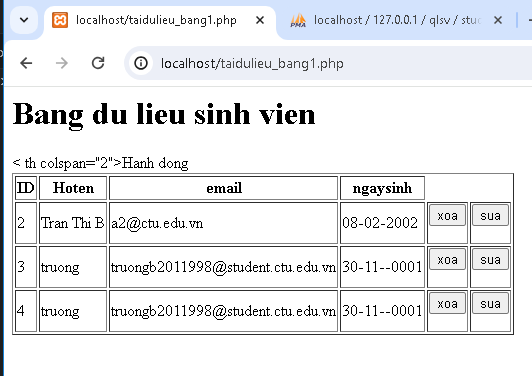 localhost/taidulieu_bang1.php
localhost / 127.0.0.1 / qlsv / stu
localhost/taidulieu_bang1.php
Bang du lieu sinh vien
< th colspan="2">Hanh dong
ID Hoten email ngaysinh
2 Tran Thi B a2@ctu.edu.vn 08-02-2002 xoa sua
3 truong truongb2011998@student.ctu.edu.vn 30-11--0001 xoa sua
4 truong truongb2011998@student.ctu.edu.vn 30-11--0001 xoa sua